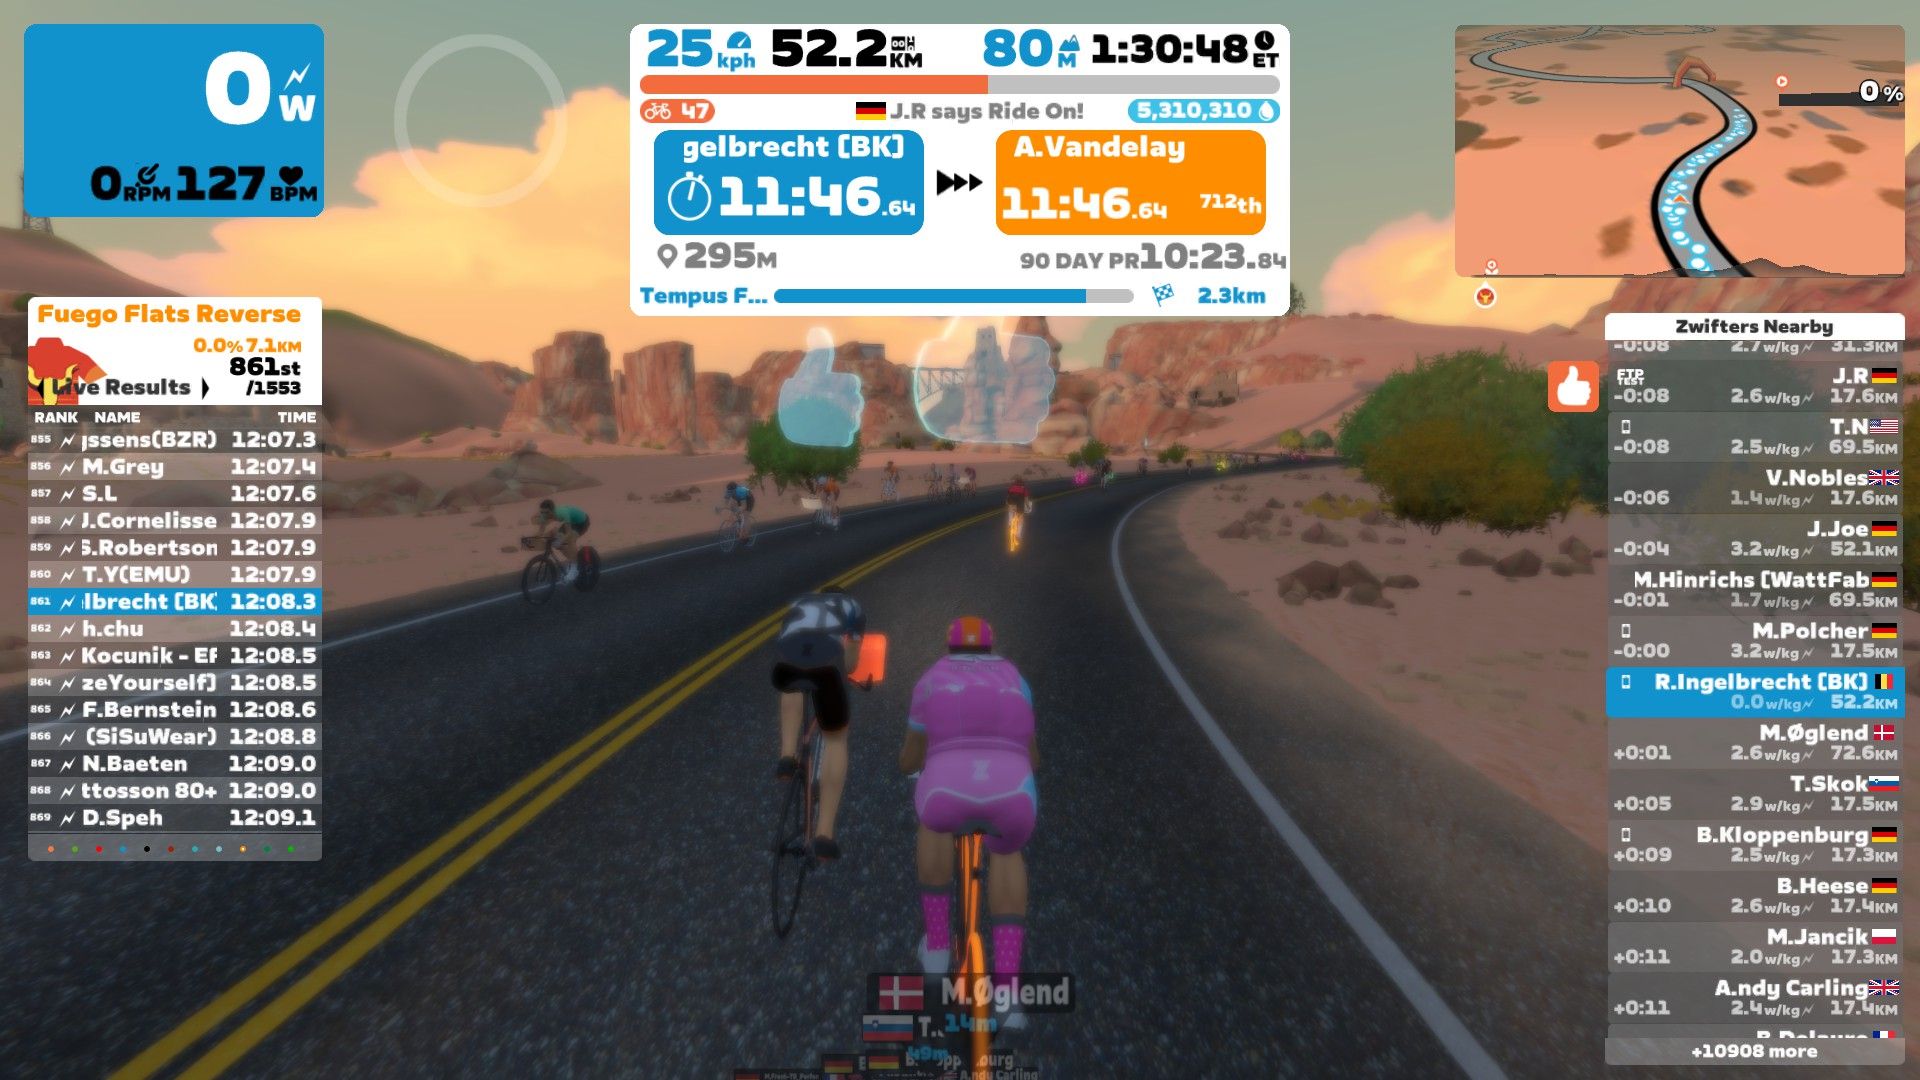 0 W
0 RPM 127 BPM
25 kph 52.2 KM 80 M 1:30:48 ET
47 J.R says Ride On! 5,310,310
gelbrecht (BK) A.Vandelay
11:46.64 11:46.64 712th
295M 90 DAY PR 10:23.84
Tempus F... 2.3km
0 %
Fuego Flats Reverse
0.0% 7.1KM
861st
Live Results /1553
RANK NAME TIME
855 ssens(BZR) 12:07.3
856 M.Grey 12:07.4
857 S.L 12:07.6
858 J.Cornelisse 12:07.9
859 S.Robertson 12:07.9
860 T.Y(EMU) 12:07.9
861 lbrecht (BK 12:08.3
862 h.chu 12:08.4
863 Kocunik - EF 12:08.5
864 zeYourself) 12:08.5
865 F.Bernstein 12:08.6
866 (SiSuWear) 12:08.8
867 N.Baeten 12:09.0
868 ttosson 80+ 12:09.0
869 D.Speh 12:09.1
Zwifters Nearby
-0:08 2.7w/kg 31.3KM
FTP TEST J.R
-0:08 2.6w/kg 17.6KM
T.N
-0:08 2.5w/kg 69.5KM
V.Nobles
-0:06 1.4w/kg 17.6KM
J.Joe
-0:04 3.2w/kg 52.1KM
M.Hinrichs (WattFab
-0:01 1.7w/kg 69.5KM
M.Polcher
-0:00 3.2w/kg 17.5KM
R.Ingelbrecht (BK)
0.0w/kg 52.2KM
M.Øglend
+0:01 2.6w/kg 72.6KM
T.Skok
+0:05 2.9w/kg 17.5KM
B.Kloppenburg
+0:09 2.5w/kg 17.3KM
B.Heese
+0:10 2.6w/kg 17.4KM
M.Jancik
+0:11 2.0w/kg 17.3KM
A.ndy Carling
+0:11 2.4w/kg 17.4KM
+10908 more
M.Øglend
T.. 14m
49m
A.ndy Carling